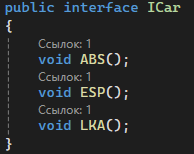 public interface ICar
{
Ссылок: 1
void ABS();
Ссылок: 1
void ESP();
Ссылок: 1
void LKA();
}